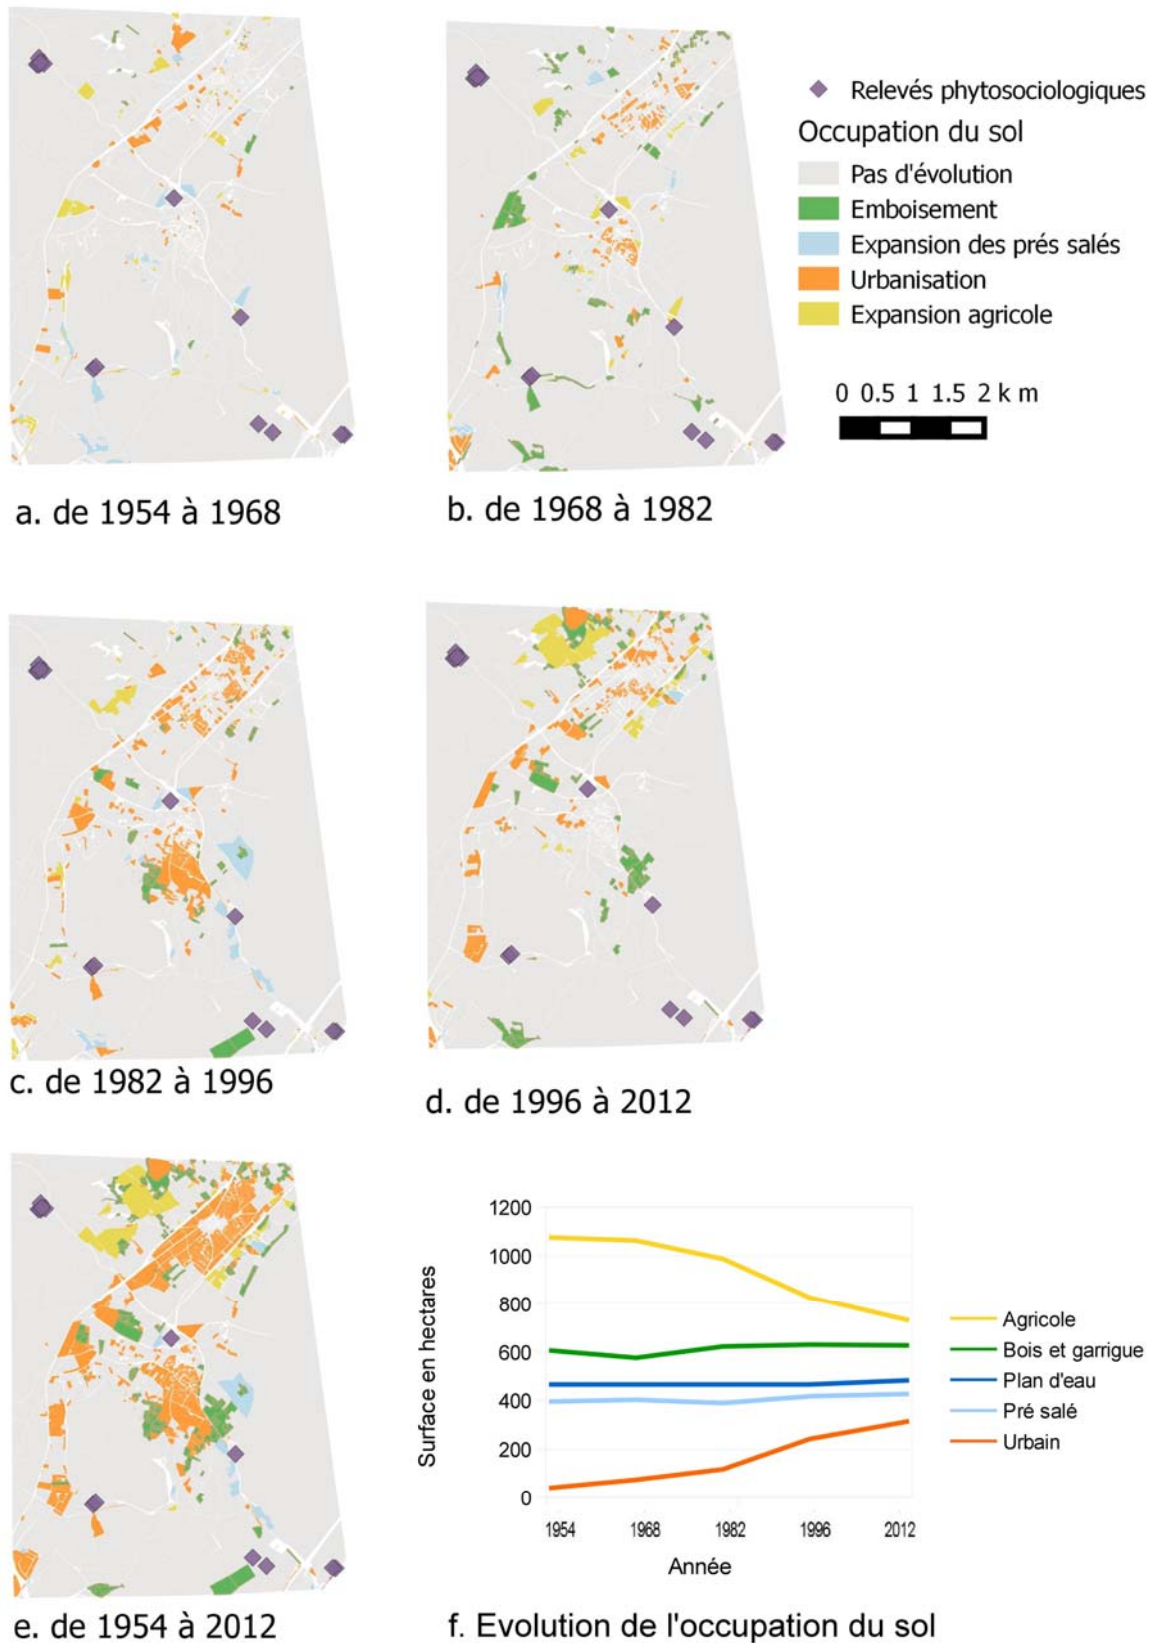 Relevés phytosociologiques
Occupation du sol
Pas d'évolution
Emboisement
Expansion des prés salés
Urbanisation
Expansion agricole
0 0.5 1 1.5 2 k m
a. de 1954 à 1968
b. de 1968 à 1982
c. de 1982 à 1996
d. de 1996 à 2012
e. de 1954 à 2012
Surface en hectares
1200
1000
800
600
400
200
0
1954 1968 1982 1996 2012
Année
Agricole
Bois et garrigue
Plan d'eau
Pré salé
Urbain
f. Evolution de l'occupation du sol